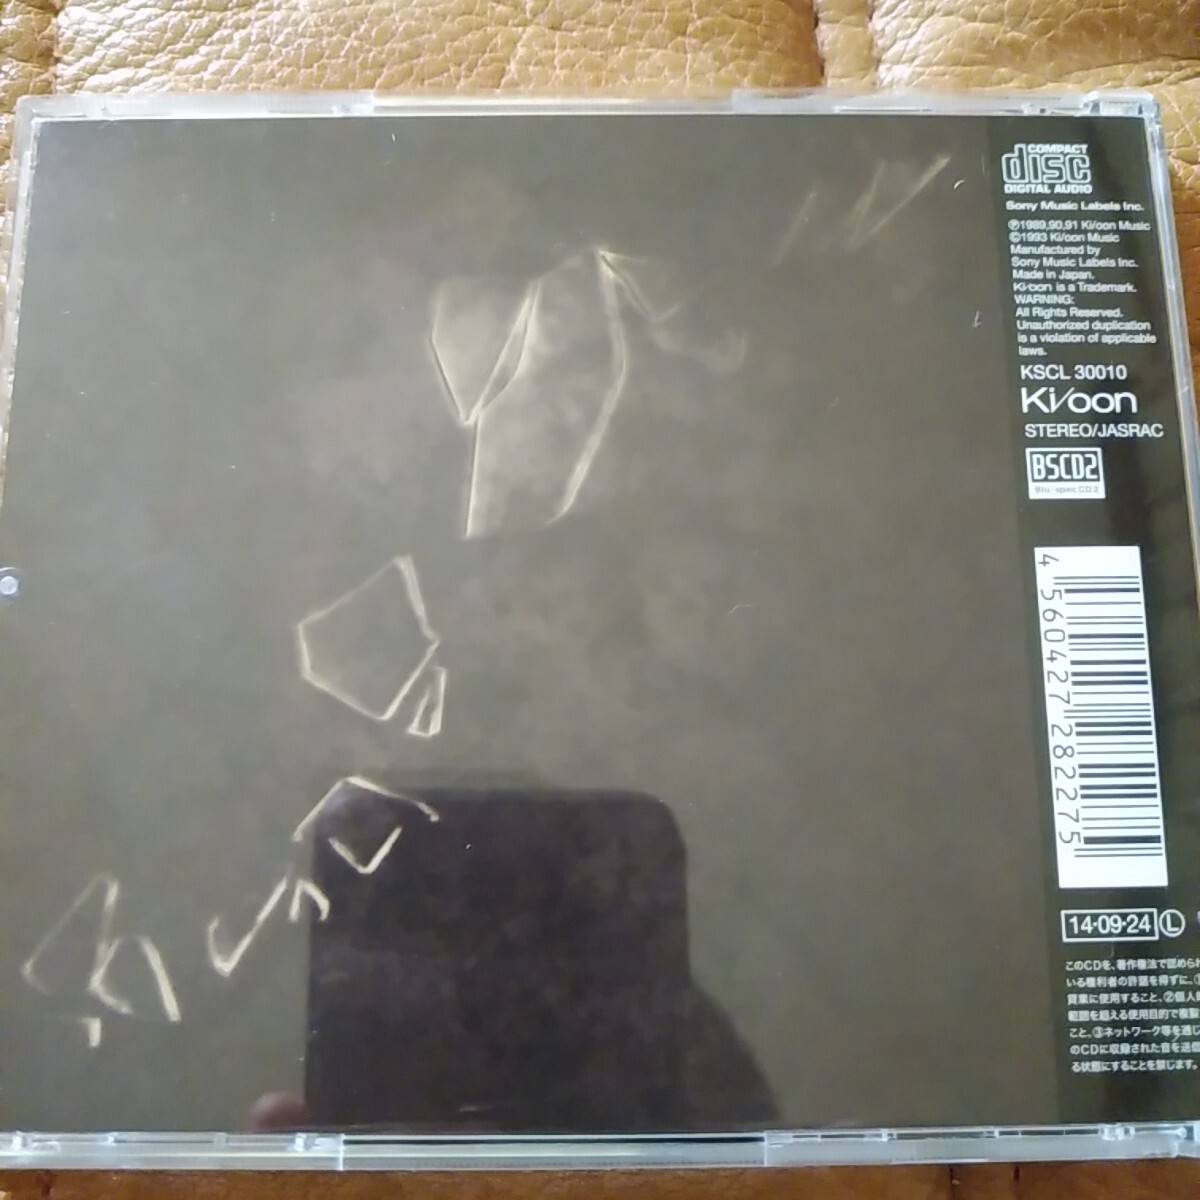 COMPACT
disc
DIGITAL AUDIO
Sony Music Labels Inc.
℗1989,90,91 Ki/oon Music
©1993 Ki/oon Music
Manufactured by
Sony Music Labels Inc.
Made in Japan.
Ki/oon is a Trademark.
WARNING:
All Rights Reserved.
Unauthorized duplication
is a violation of applicable
laws.
KSCL 30010
Ki/oon
STEREO/JASRAC
BSCD2
Blu-spec CD2
4 560427 282275
14·09·24 Ⓛ
このCDを、著作権法で認められ
いる権利者の許諾を得ずに、①
貸業に使用すること、②個人的
範囲を超える使用目的で複製
こと、③ネットワーク等を通じ
のCDに収録された音を送信
る状態にすることを禁じます。